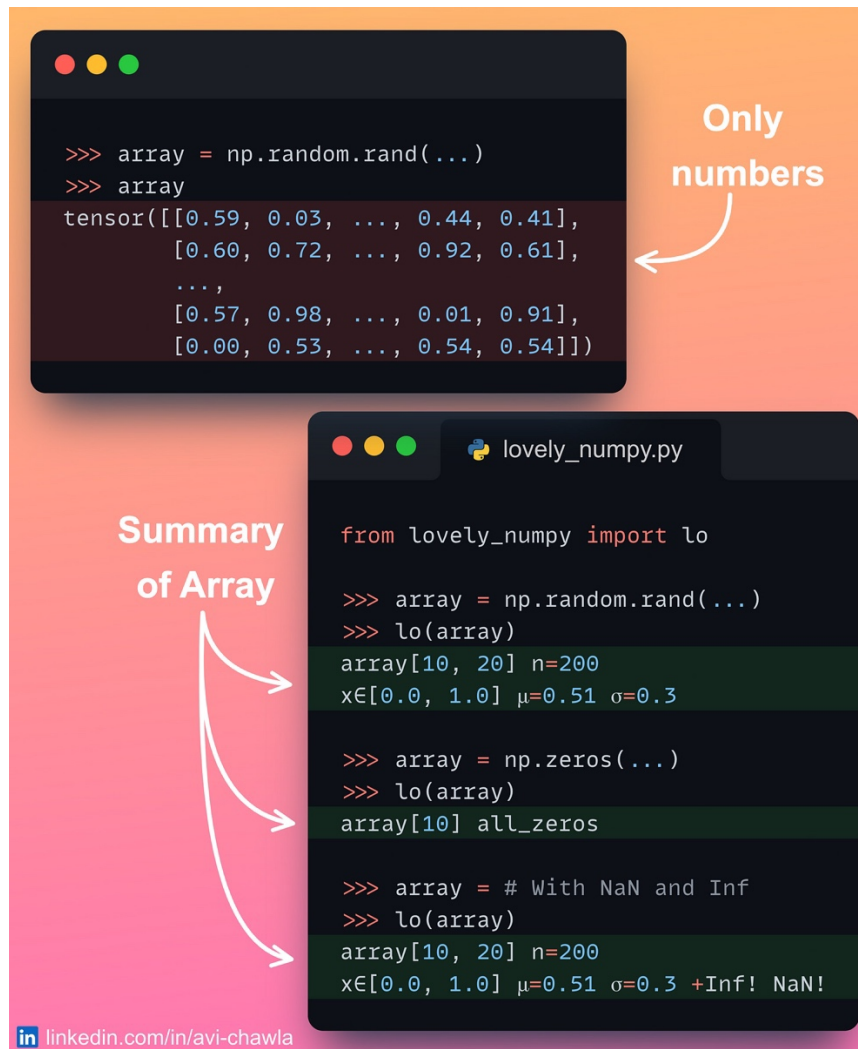 Only
numbers
>>> array = np.random.rand(...)
>>> array
tensor([[0.59, 0.03, ..., 0.44, 0.41],
        [0.60, 0.72, ..., 0.92, 0.61],
        ...,
        [0.57, 0.98, ..., 0.01, 0.91],
        [0.00, 0.53, ..., 0.54, 0.54]])
lovely_numpy.py
Summary
of Array
from lovely_numpy import lo
>>> array = np.random.rand(...)
>>> lo(array)
array[10, 20] n=200
x∈[0.0, 1.0] μ=0.51 σ=0.3
>>> array = np.zeros(...)
>>> lo(array)
array[10] all_zeros
>>> array = # With NaN and Inf
>>> lo(array)
array[10, 20] n=200
x∈[0.0, 1.0] μ=0.51 σ=0.3 +Inf! NaN!
in linkedin.com/in/avi-chawla